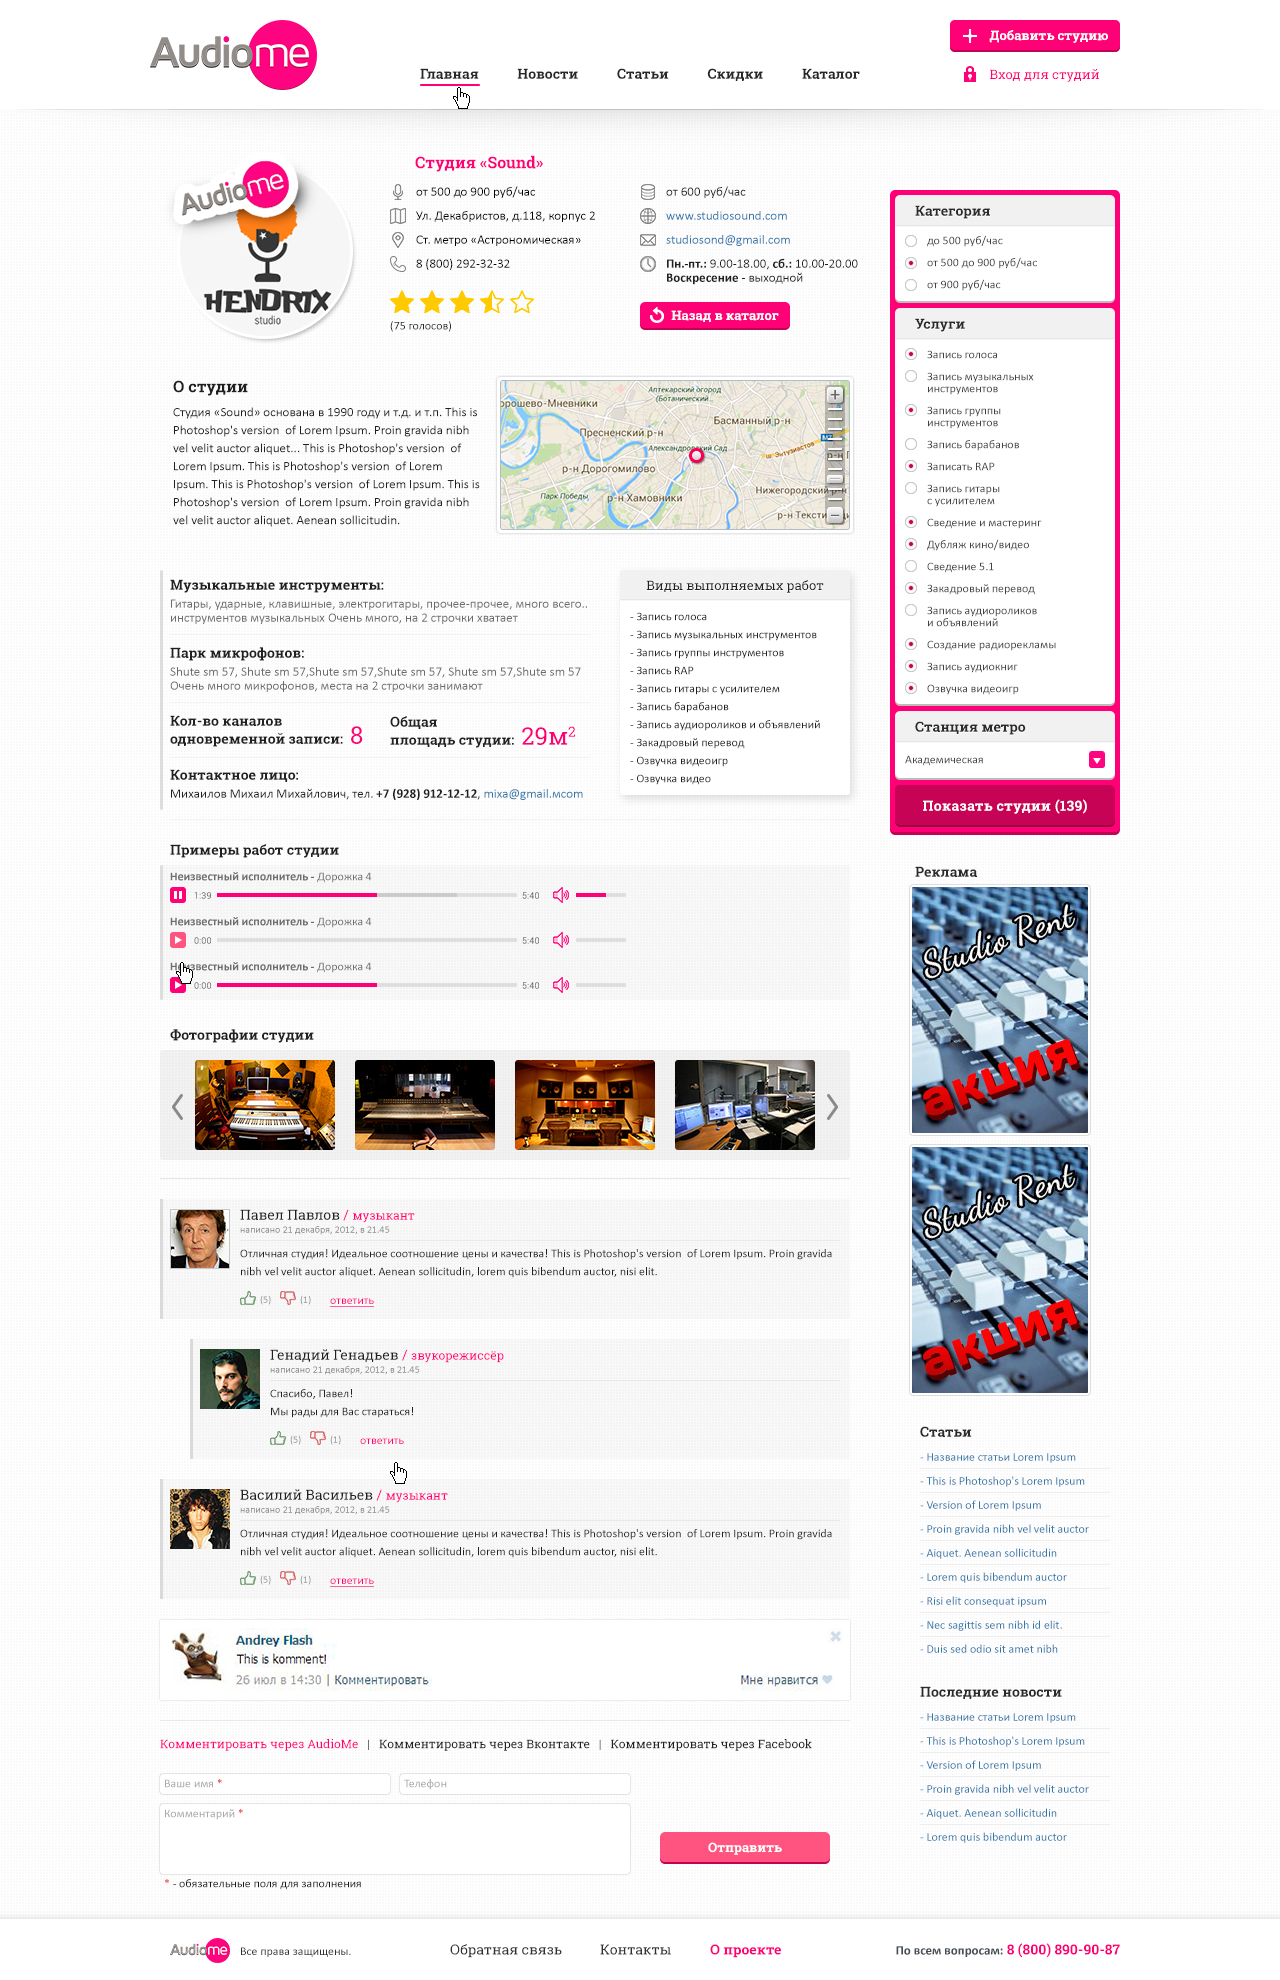 Audiome
Главная
Новости
Статьи
Скидки
Каталог
Добавить студию
Вход для студий
Audiome
HENDRIX
studio
Студия «Sound»
от 500 до 900 руб/час
Ул. Декабристов, д.118, корпус 2
Ст. метро «Астрономическая»
8 (800) 292-32-32
(75 голосов)
от 600 руб/час
www.studiosound.com
studiosond@gmail.com
Пн.-пт.: 9.00-18.00, сб.: 10.00-20.00
Воскресение - выходной
Назад в каталог
О студии
Студия «Sound» основана в 1990 году и т.д. и т.п. This is
Photoshop's version of Lorem Ipsum. Proin gravida nibh
vel velit auctor aliquet... This is Photoshop's version of
Lorem Ipsum. This is Photoshop's version of Lorem
Ipsum. This is Photoshop's version of Lorem Ipsum. This is
Photoshop's version of Lorem Ipsum. Proin gravida nibh
vel velit auctor aliquet. Aenean sollicitudin.
Аптекарский огород
(Ботанический
орошево-Мневники
Басманный р-н
Пресненский р-н
Александровский Сад
ш. Энтузиастов
р-н Дорогомилово
Парк Победы
р-н Хамовники
Нижегородский
р-н Текстил
Музыкальные инструменты:
Гитары, ударные, клавишные, электрогитары, прочее-прочее, много всего..
инструментов музыкальных Очень много, на 2 строчки хватает
Парк микрофонов:
Shute sm 57, Shute sm 57,Shute sm 57,Shute sm 57, Shute sm 57,Shute sm 57
Очень много микрофонов, места на 2 строчки занимают
Кол-во каналов
одновременной записи: 8
Общая
площадь студии: 29м²
Контактное лицо:
Михаилов Михаил Михайлович, тел. +7 (928) 912-12-12, mixa@gmail.мcom
Виды выполняемых работ
- Запись голоса
- Запись музыкальных инструментов
- Запись группы инструментов
- Запись RAP
- Запись гитары с усилителем
- Запись барабанов
- Запись аудиороликов и объявлений
- Закадровый перевод
- Озвучка видеоигр
- Озвучка видео
Примеры работ студии
Неизвестный исполнитель - Дорожка 4
1:39
5:40
Неизвестный исполнитель - Дорожка 4
0:00
5:40
Неизвестный исполнитель - Дорожка 4
0:00
5:40
Фотографии студии
Павел Павлов / музыкант
написано 21 декабря, 2012, в 21.45
Отличная студия! Идеальное соотношение цены и качества! This is Photoshop's version of Lorem Ipsum. Proin gravida
nibh vel velit auctor aliquet. Aenean sollicitudin, lorem quis bibendum auctor, nisi elit.
(5) (1) ответить
Генадий Генадьев / звукорежиссёр
написано 21 декабря, 2012, в 21.45
Спасибо, Павел!
Мы рады для Вас стараться!
(5) (1) ответить
Василий Васильев / музыкант
написано 21 декабря, 2012, в 21.45
Отличная студия! Идеальное соотношение цены и качества! This is Photoshop's version of Lorem Ipsum. Proin gravida
nibh vel velit auctor aliquet. Aenean sollicitudin, lorem quis bibendum auctor, nisi elit.
(5) (1) ответить
Andrey Flash
This is komment!
26 июл в 14:30 | Комментировать
Мне нравится
Комментировать через AudioMe | Комментировать через Вконтакте | Комментировать через Facebook
Ваше имя *
Телефон
Комментарий *
Отправить
* - обязательные поля для заполнения
Категория
до 500 руб/час
от 500 до 900 руб/час
от 900 руб/час
Услуги
Запись голоса
Запись музыкальных
инструментов
Запись группы
инструментов
Запись барабанов
Записать RAP
Запись гитары
с усилителем
Сведение и мастеринг
Дубляж кино/видео
Сведение 5.1
Закадровый перевод
Запись аудиороликов
и объявлений
Создание радиорекламы
Запись аудиокниг
Озвучка видеоигр
Станция метро
Академическая
Показать студии (139)
Реклама
Studio Rent
акция
Studio Rent
акция
Статьи
- Название статьи Lorem Ipsum
- This is Photoshop's Lorem Ipsum
- Version of Lorem Ipsum
- Proin gravida nibh vel velit auctor
- Aiquet. Aenean sollicitudin
- Lorem quis bibendum auctor
- Risi elit consequat ipsum
- Nec sagittis sem nibh id elit.
- Duis sed odio sit amet nibh
Последние новости
- Название статьи Lorem Ipsum
- This is Photoshop's Lorem Ipsum
- Version of Lorem Ipsum
- Proin gravida nibh vel velit auctor
- Aiquet. Aenean sollicitudin
- Lorem quis bibendum auctor
Audiome
Все права защищены.
Обратная связь
Контакты
О проекте
По всем вопросам: 8 (800) 890-90-87